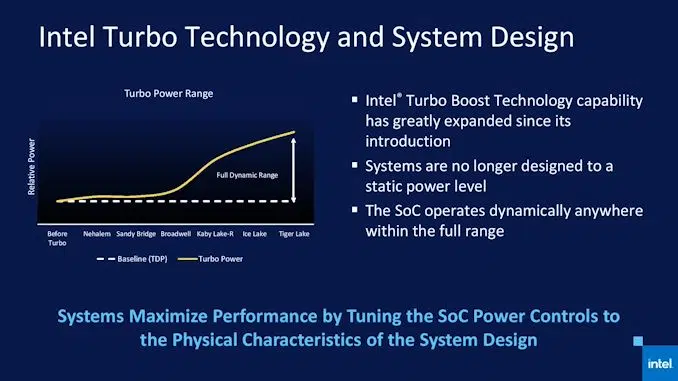 Intel Turbo Technology and System Design
Turbo Power Range
Relative Power
Full Dynamic Range
Before Turbo
Nehalem
Sandy Bridge
Broadwell
Kaby Lake-R
Ice Lake
Tiger Lake
Baseline (TDP)
Turbo Power
▪ Intel® Turbo Boost Technology capability
has greatly expanded since its
introduction
▪ Systems are no longer designed to a
static power level
▪ The SoC operates dynamically anywhere
within the full range
Systems Maximize Performance by Tuning the SoC Power Controls to
the Physical Characteristics of the System Design
intel.